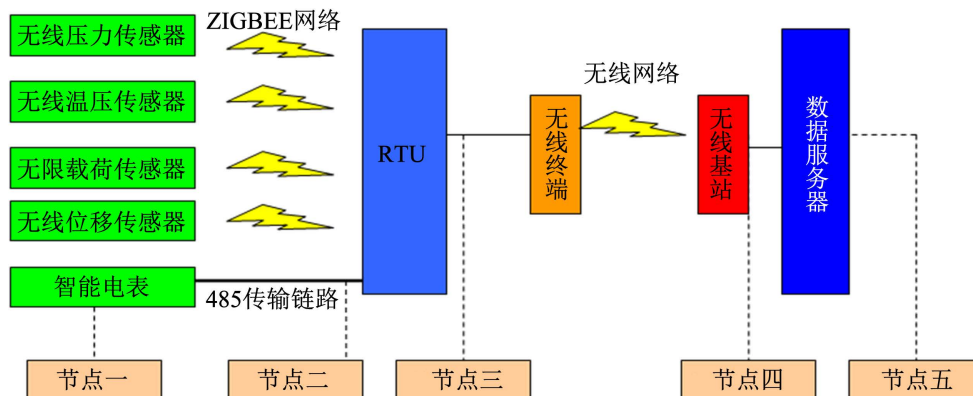 无线压力传感器
ZIGBEE网络
无线温压传感器
无限载荷传感器
无线位移传感器
智能电表
485传输链路
RTU
无线终端
无线网络
无线基站
数据服务器
节点一
节点二
节点三
节点四
节点五